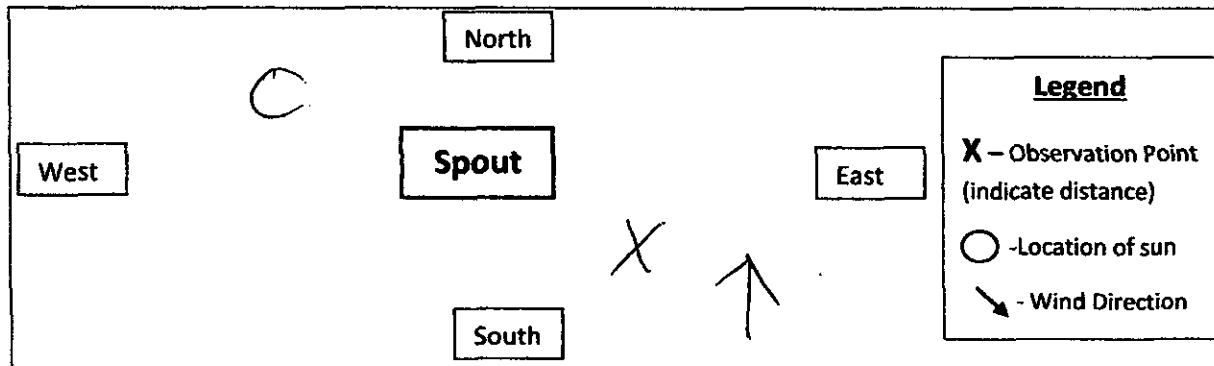 North
West
Spout
East
South
Legend
X – Observation Point
(indicate distance)
-Location of sun
- Wind Direction
X